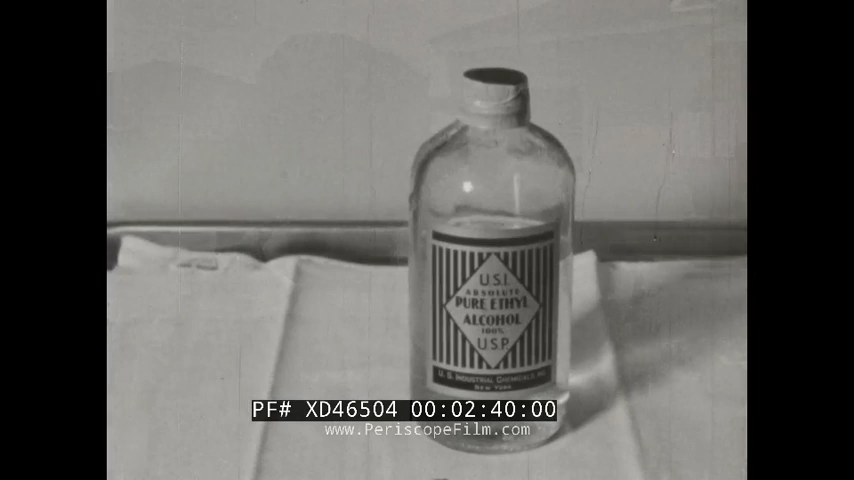 U.S.I.
ABSOLUTE
PURE ETHYL
ALCOHOL
100%
U.S.P.
U. S. INDUSTRIAL CHEMICALS, INC.
NEW YORK
PF# XD46504 00:02:40:00
www.PeriscopeFilm.com